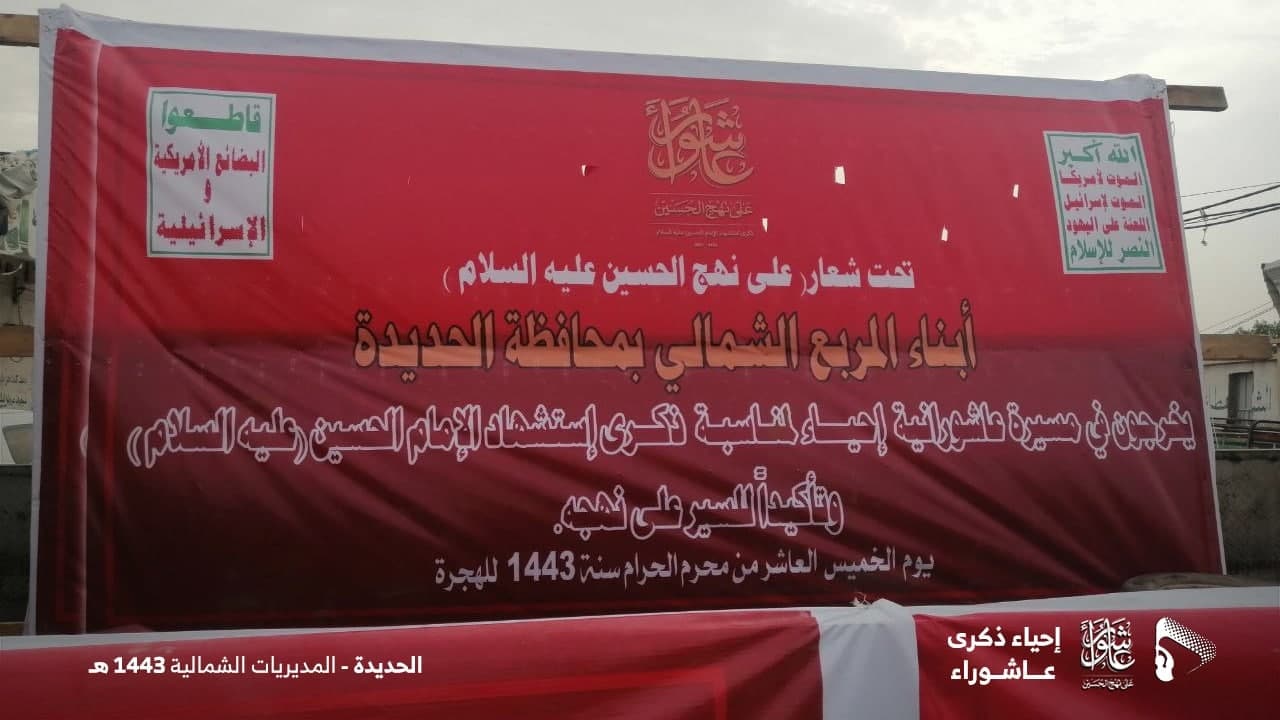 الله أكبر
الموت لأمريكا
الموت لإسرائيل
اللعنة على اليهود
النصر للإسلام
قاطعوا
البضائع الأمريكية
و
الإسرائيلية
عاشوراء
على نهج الحسين
تحت شعار( على نهج الحسين عليه السلام )
أبناء المربع الشمالي بمحافظة الحديدة
يخرجون في مسيرة عاشورائية إحياء لمناسبة ذكرى إستشهاد الإمام الحسين (عليه السلام)
وتأكيداً للسير على نهجه.
يوم الخميس العاشر من محرم الحرام سنة 1443 للهجرة
إحياء ذكرى
عاشوراء
عاشوراء
على نهج الحسين
الحديدة - المديريات الشمالية 1443 هـ